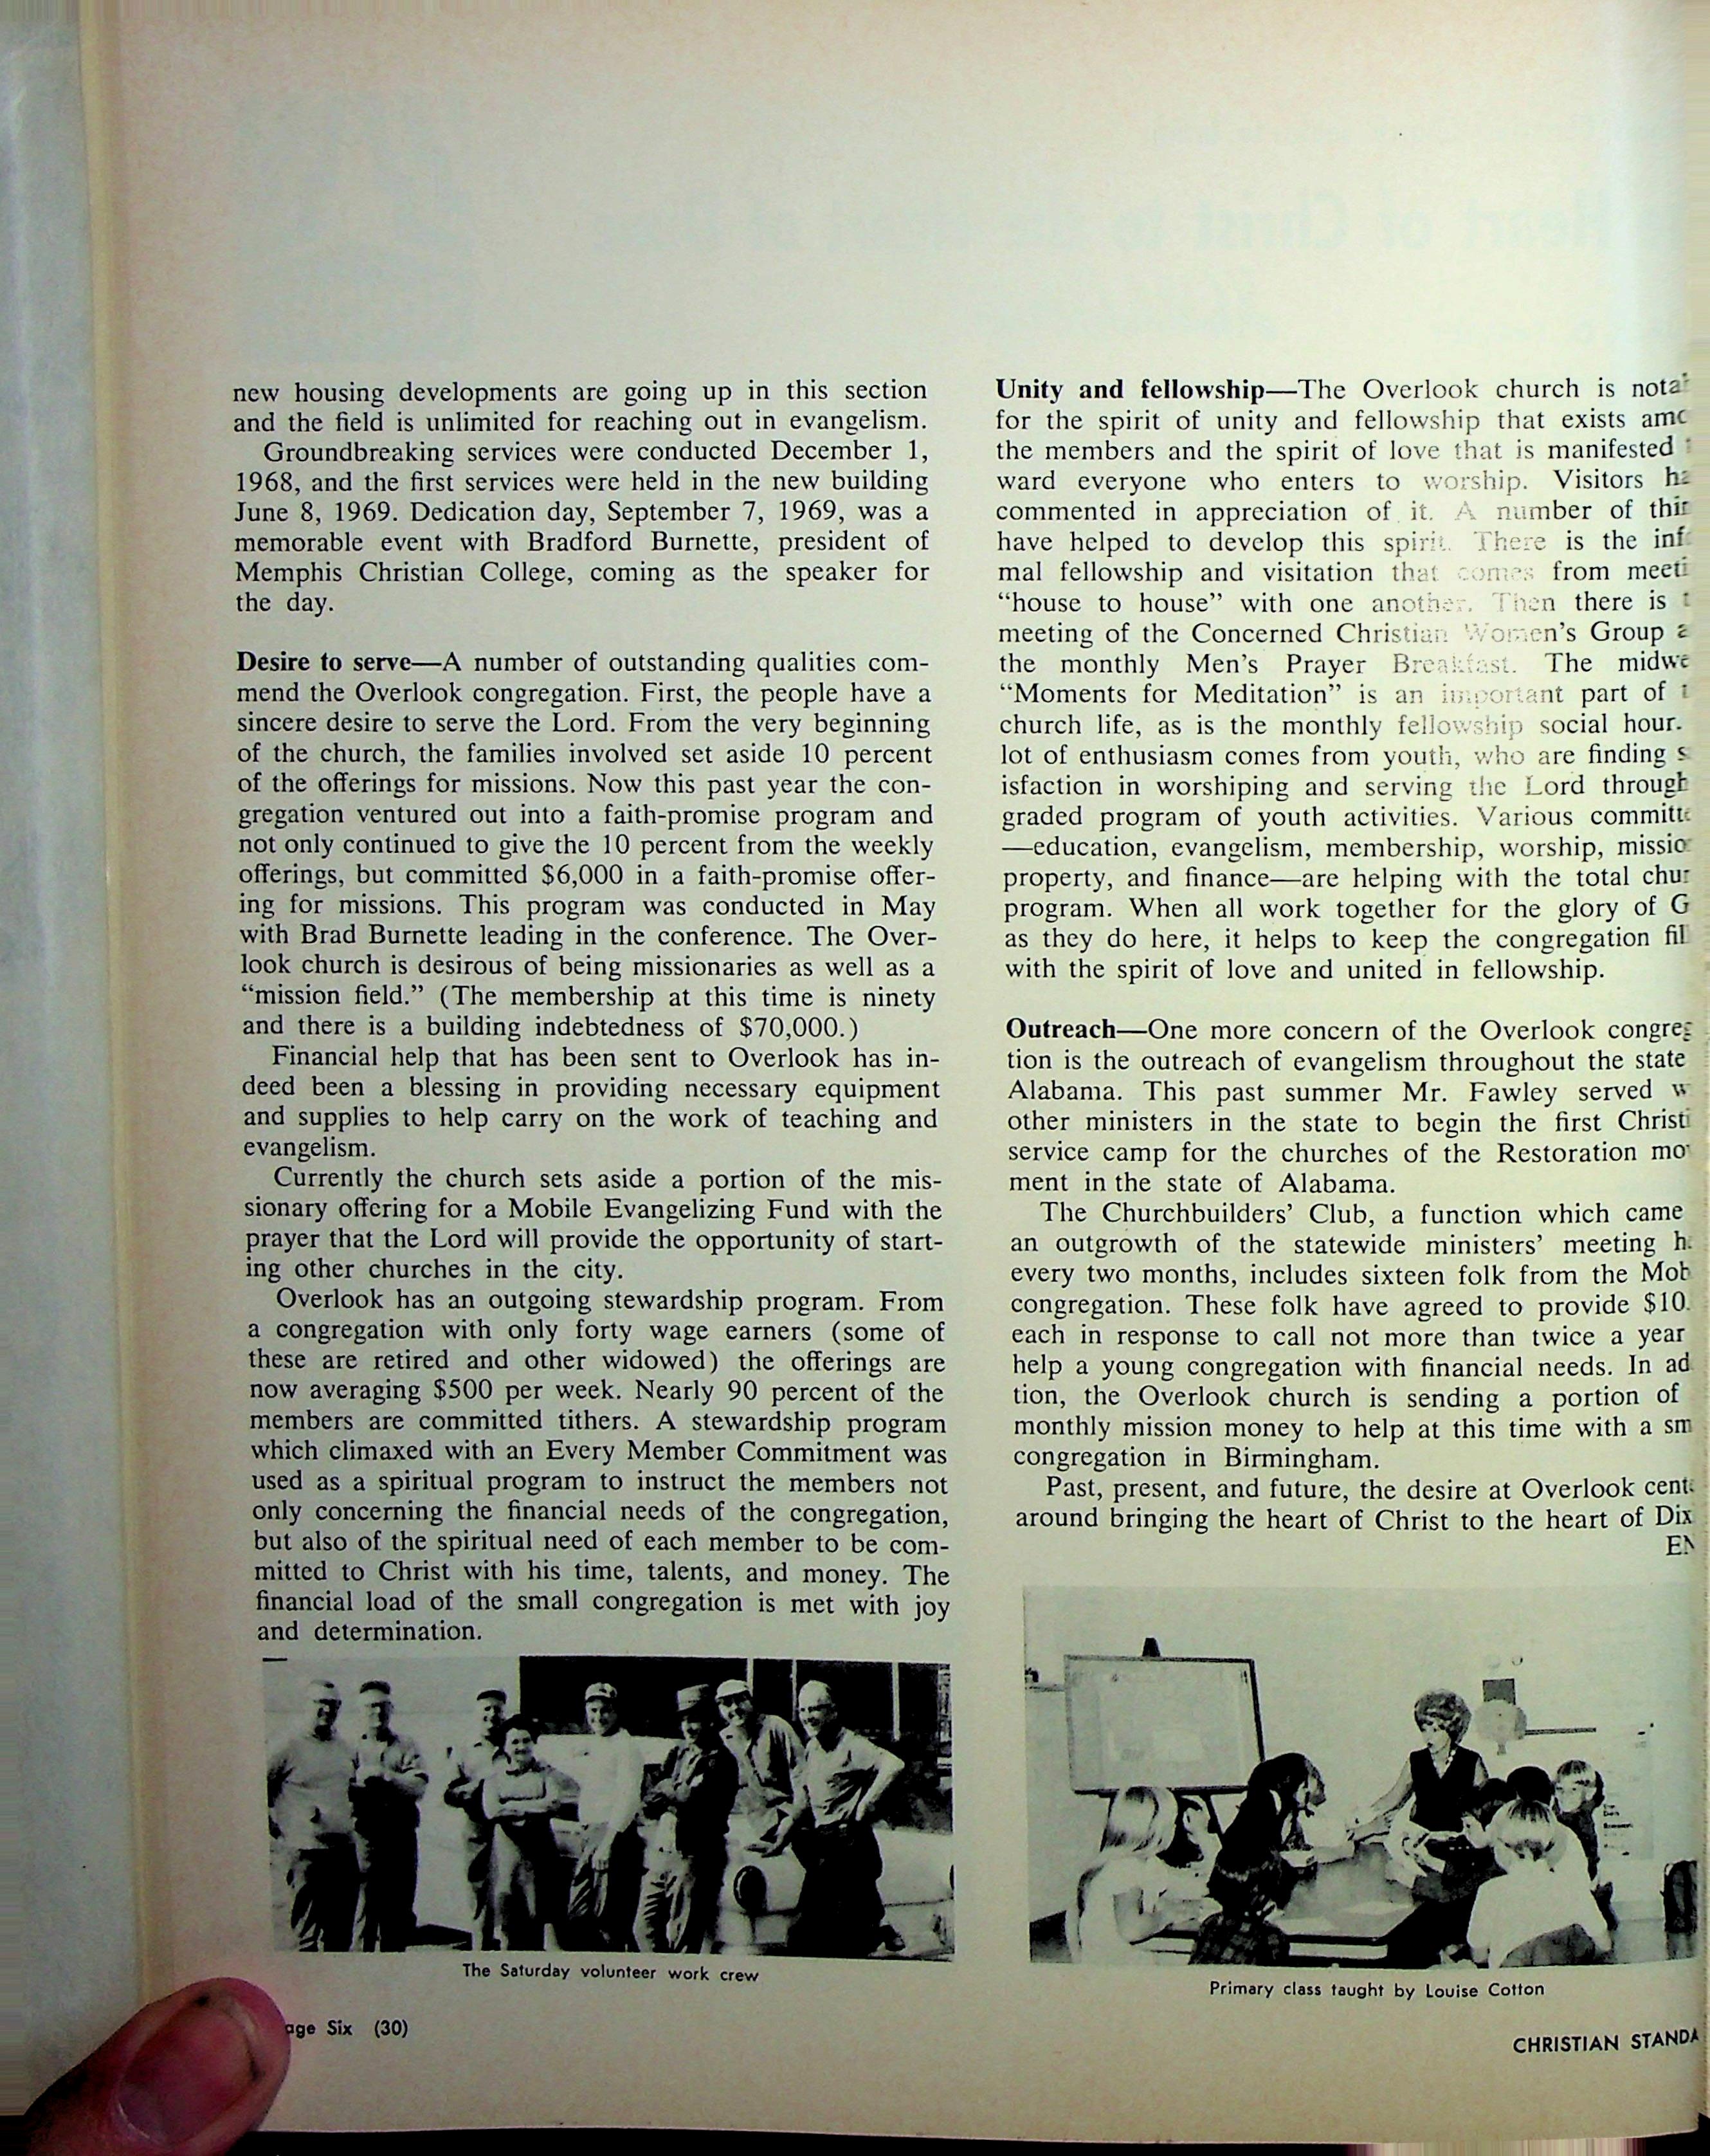 new housing developments are going up in this section
and the field is unlimited for reaching out in evangelism.
Groundbreaking services were conducted December 1,
1968, and the first services were held in the new building
June 8, 1969. Dedication day, September 7, 1969, was a
memorable event with Bradford Burnette, president of
Memphis Christian College, coming as the speaker for
the day.
Desire to serve—A number of outstanding qualities com-
mend the Overlook congregation. First, the people have a
sincere desire to serve the Lord. From the very beginning
of the church, the families involved set aside 10 percent
of the offerings for missions. Now this past year the con-
gregation ventured out into a faith-promise program and
not only continued to give the 10 percent from the weekly
offerings, but committed $6,000 in a faith-promise offer-
ing for missions. This program was conducted in May
with Brad Burnette leading in the conference. The Over-
look church is desirous of being missionaries as well as a
“mission field.” (The membership at this time is ninety
and there is a building indebtedness of $70,000.)
Financial help that has been sent to Overlook has in-
deed been a blessing in providing necessary equipment
and supplies to help carry on the work of teaching and
evangelism.
Currently the church sets aside a portion of the mis-
sionary offering for a Mobile Evangelizing Fund with the
prayer that the Lord will provide the opportunity of start-
ing other churches in the city.
Overlook has an outgoing stewardship program. From
a congregation with only forty wage earners (some of
these are retired and other widowed) the offerings are
now averaging $500 per week. Nearly 90 percent of the
members are committed tithers. A stewardship program
which climaxed with an Every Member Commitment was
used as a spiritual program to instruct the members not
only concerning the financial needs of the congregation,
but also of the spiritual need of each member to be com-
mitted to Christ with his time, talents, and money. The
financial load of the small congregation is met with joy
and determination.
The Saturday volunteer work crew
age Six (30)
Unity and fellowship—The Overlook church is nota
for the spirit of unity and fellowship that exists amo
the members and the spirit of love that is manifested
ward everyone who enters to worship. Visitors ha
commented in appreciation of it. A number of thin
have helped to develop this spirit. There is the inf
mal fellowship and visitation that comes from meeti
“house to house” with one another. Then there is t
meeting of the Concerned Christian Women's Group a
the monthly Men's Prayer Breakfast. The midwe
“Moments for Meditation” is an important part of t
church life, as is the monthly fellowship social hour.
lot of enthusiasm comes from youth, who are finding s
isfaction in worshiping and serving the Lord through
graded program of youth activities. Various committe
—education, evangelism, membership, worship, missio
property, and finance—are helping with the total chur
program. When all work together for the glory of G
as they do here, it helps to keep the congregation fil
with the spirit of love and united in fellowship.
Outreach—One more concern of the Overlook congreg
tion is the outreach of evangelism throughout the state
Alabama. This past summer Mr. Fawley served w
other ministers in the state to begin the first Christi
service camp for the churches of the Restoration mo
ment in the state of Alabama.
The Churchbuilders' Club, a function which came
an outgrowth of the statewide ministers' meeting h
every two months, includes sixteen folk from the Mob
congregation. These folk have agreed to provide $10.
each in response to call not more than twice a year
help a young congregation with financial needs. In ad
tion, the Overlook church is sending a portion of
monthly mission money to help at this time with a sm
congregation in Birmingham.
Past, present, and future, the desire at Overlook cent
around bringing the heart of Christ to the heart of Dix
EN
Primary class taught by Louise Cotton
CHRISTIAN STANDA